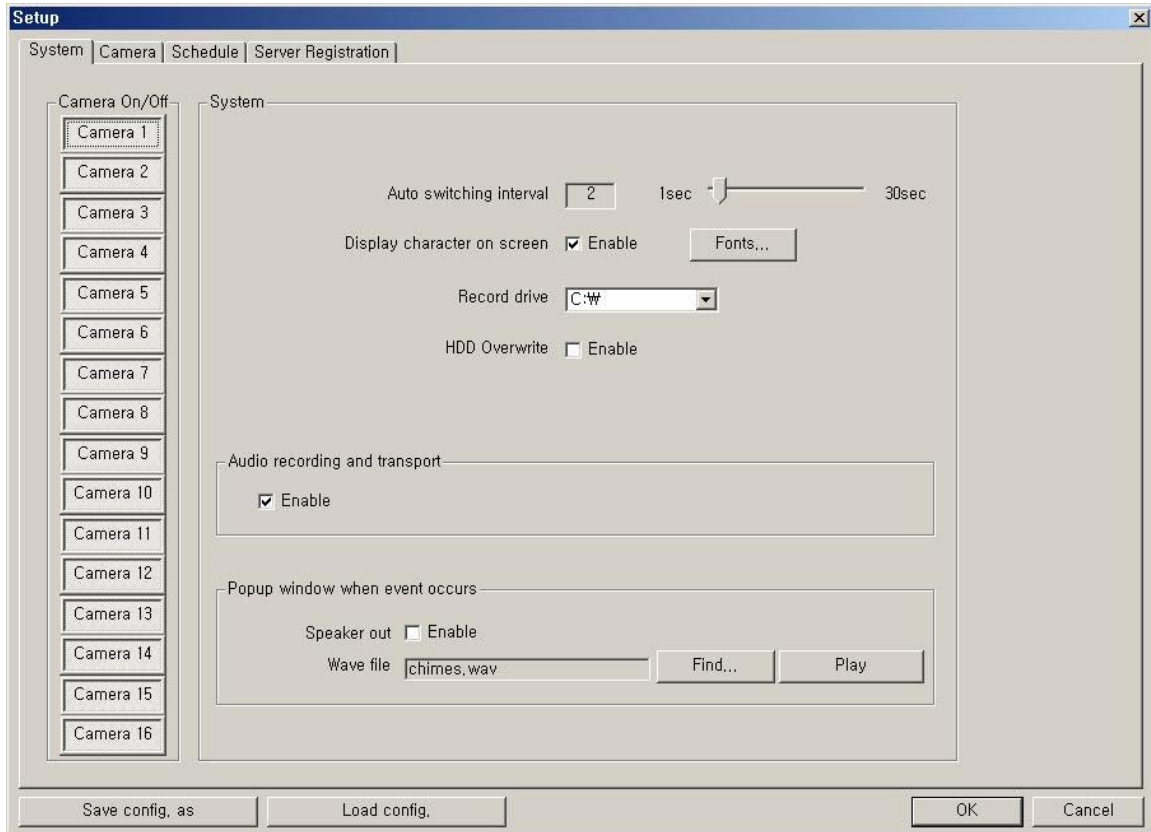 Setup
System Camera Schedule Server Registration
Camera On/Off
Camera 1
Camera 2
Camera 3
Camera 4
Camera 5
Camera 6
Camera 7
Camera 8
Camera 9
Camera 10
Camera 11
Camera 12
Camera 13
Camera 14
Camera 15
Camera 16
System
Auto switching interval 2 1sec 30sec
Display character on screen Enable Fonts...
Record drive C:₩
HDD Overwrite Enable
Audio recording and transport
Enable
Popup window when event occurs
Speaker out Enable
Wave file chimes.wav Find... Play
Save config. as Load config. OK Cancel